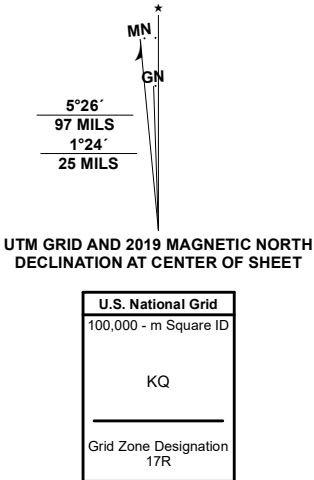 MN
GN
5°26´
97 MILS
1°24´
25 MILS
UTM GRID AND 2019 MAGNETIC NORTH
DECLINATION AT CENTER OF SHEET
U.S. National Grid
100,000 - m Square ID
KQ
Grid Zone Designation
17R